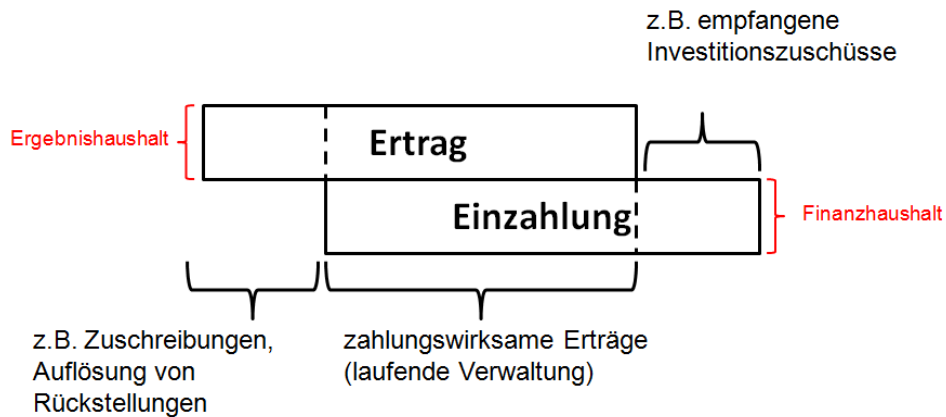 z.B. empfangene
Investitionszuschüsse
Ergebnishaushalt
Ertrag
Einzahlung
Finanzhaushalt
z.B. Zuschreibungen,
Auflösung von
Rückstellungen
zahlungswirksame Erträge
(laufende Verwaltung)